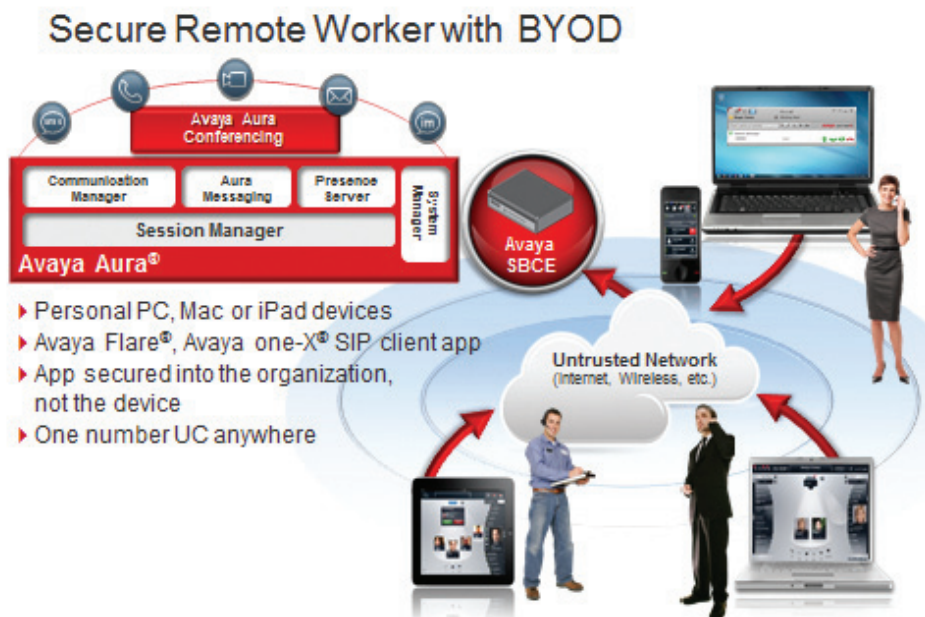 Secure Remote Worker with BYOD
Avaya Aura
Conferencing
im
Communication
Manager
Aura
Messaging
Presence
Server
System
Manager
Session Manager
Avaya Aura®
Avaya
SBCE
▸ Personal PC, Mac or iPad devices
▸ Avaya Flare®, Avaya one-X® SIP client app
▸ App secured into the organization,
not the device
▸ One number UC anywhere
Untrusted Network
(Internet, Wireless, etc.)